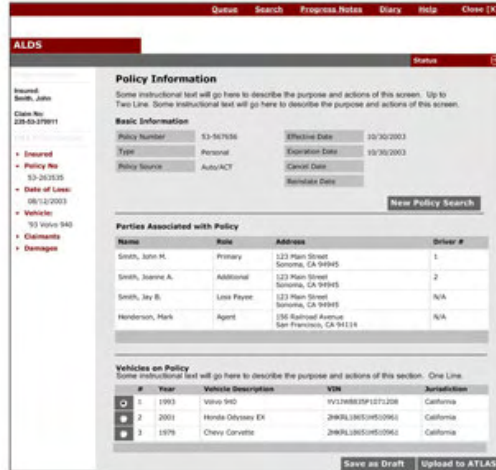 Queue Search Progress Notes Diary Help Close [X
ALDS
Status
Insured:
Smith, John
Claim No:
Policy Information
Some instructional text will go here to describe the purpose and actions of this screen. Up to
Two Line. Some instructional text will go here to describe the purpose and actions of this screen.
Basic Information
Policy Number 53-567656 Effective Date 10/30/2003
Type Personal Expiration Date 10/30/2003
Policy Source Auto/ACT Cancel Date
Reinstate Date
New Policy Search
Insured
Policy No
53-263535
Date of Loss:
08/12/2003
Vehicle:
'93 Volvo 940
Claimants
Damages
Parties Associated with Policy
Name Role Address Driver #
Smith, John M. Primary 123 Main Street 1
Sonoma, CA 94945
Smith, Joanne A. Additional 123 Main Street 2
Sonoma, CA 94945
Smith, Jay B. Loss Payee 123 Main Street N/A
Sonoma, CA 94945
Henderson, Mark Agent 156 Railroad Avenue N/A
San Francisco, CA 94114
Vehicles on Policy
Some instructional text will go here to describe the purpose and actions of this section. One Line.
# Year Vehicle Description VIN Jurisdiction
1 1993 Volvo 940 California
2 2001 Honda Odyssey EX California
3 1979 Chevy Corvette California
Save as Draft Upload to ATLAS